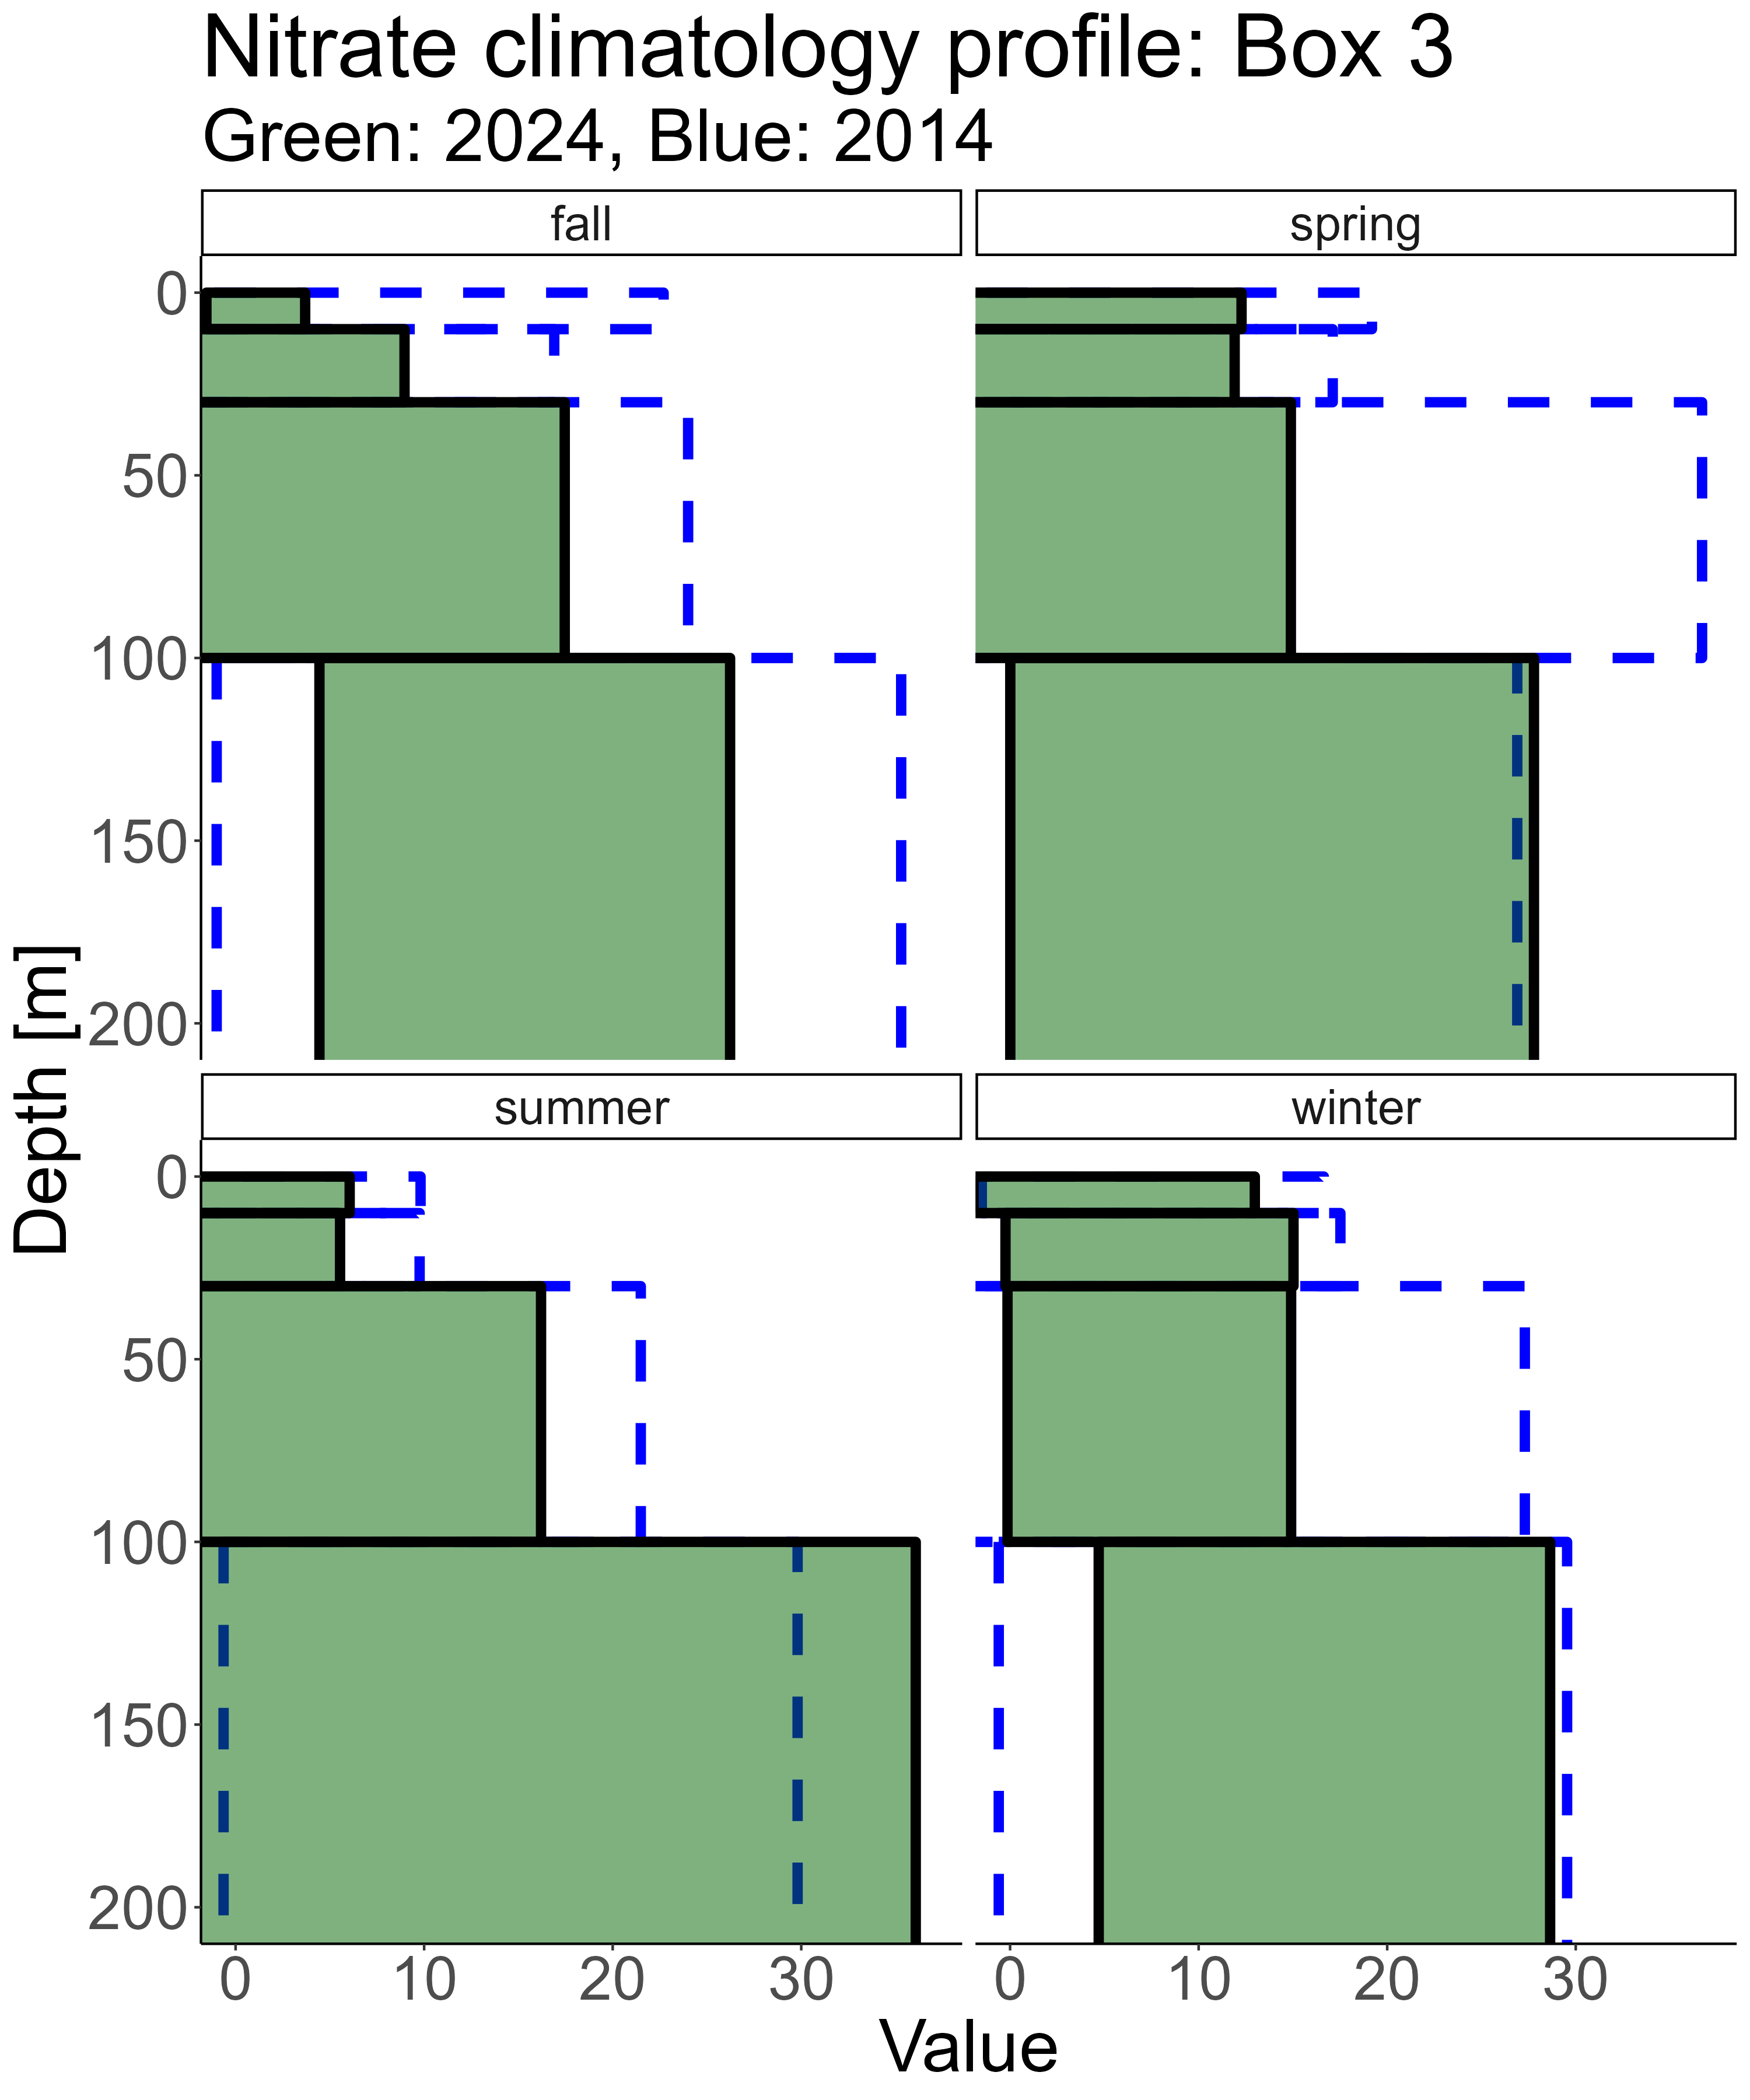 Nitrate climatology profile: Box 3
Green: 2024, Blue: 2014
fall
spring
0
50
100
150
200
summer
winter
0
50
100
150
200
Depth [m]
0 10 20 30
0 10 20 30
Value